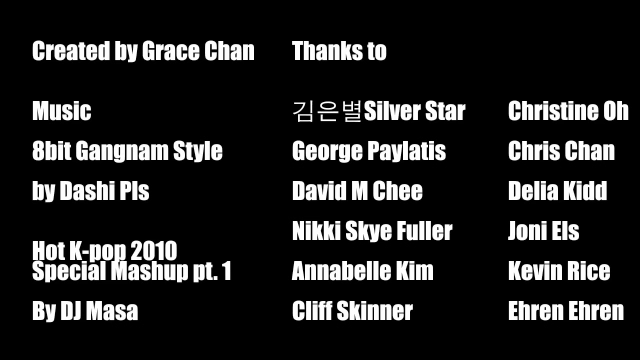 Created by Grace Chan
Music
8bit Gangnam Style
by Dashi Pls
Hot K-pop 2010
Special Mashup pt. 1
By DJ Masa
Thanks to
김은별Silver Star
George Paylatis
David M Chee
Nikki Skye Fuller
Annabelle Kim
Cliff Skinner
Christine Oh
Chris Chan
Delia Kidd
Joni Els
Kevin Rice
Ehren Ehren